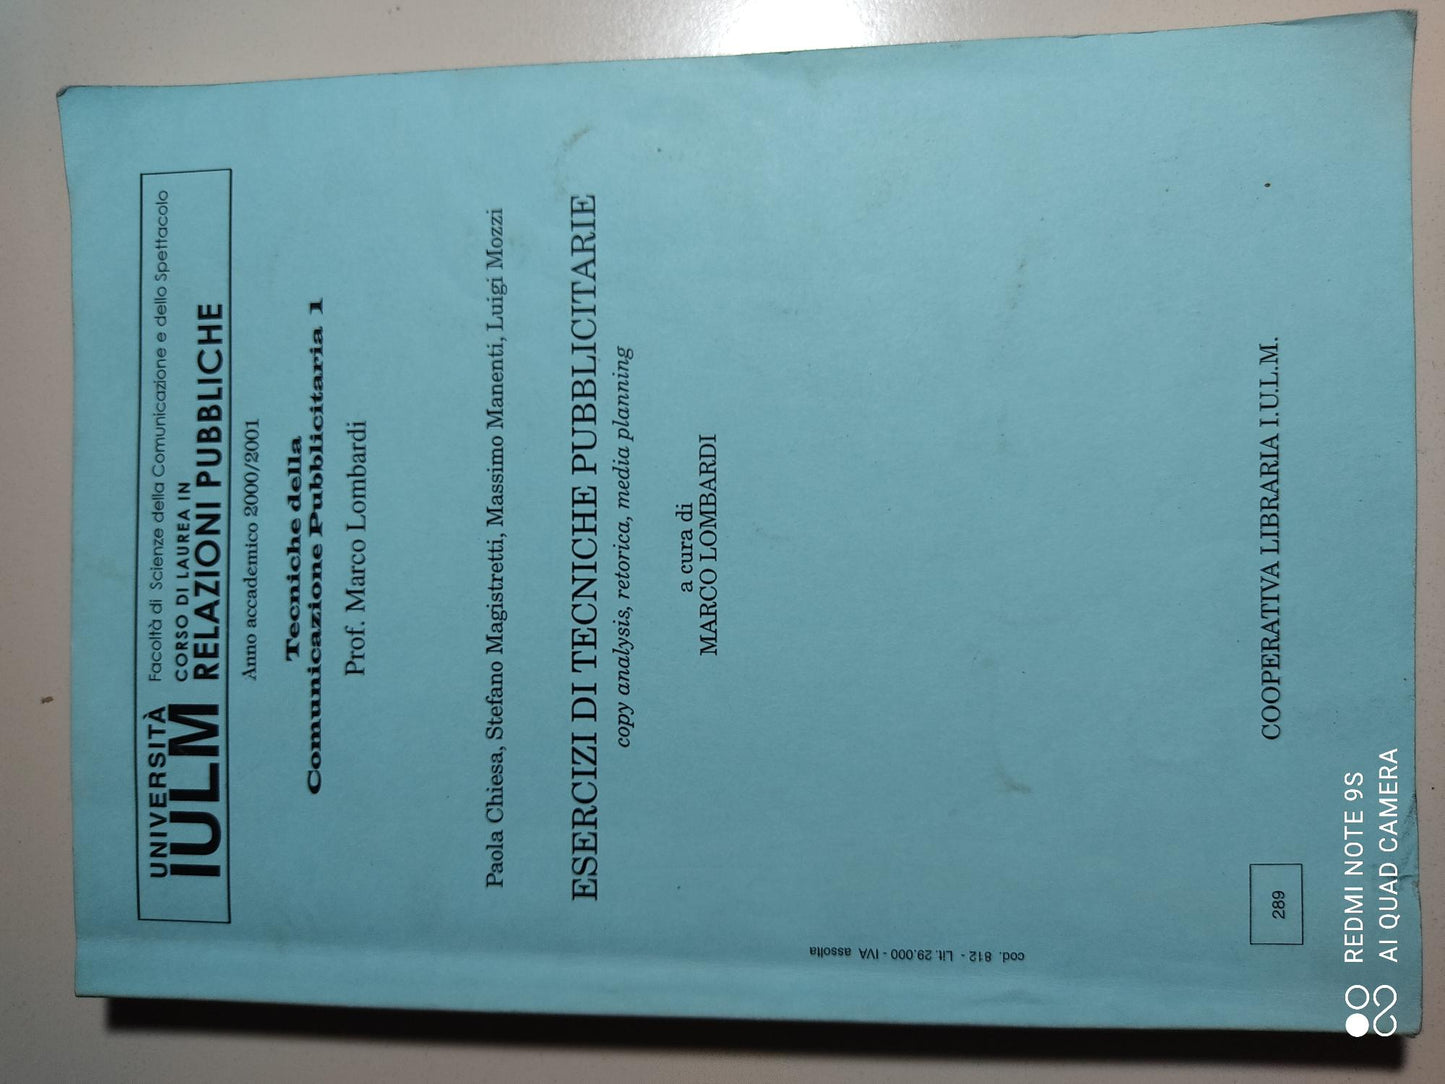 UNIVERSITÀ
IULM
Facoltà di Scienze della Comunicazione e dello Spettacolo
CORSO DI LAUREA IN
RELAZIONI PUBBLICHE
Anno accademico 2000/2001
Tecniche della
Comunicazione Pubblicitaria 1
Prof. Marco Lombardi
Paola Chiesa, Stefano Magistretti, Massimo Manenti, Luigi Mozzi
ESERCIZI DI TECNICHE PUBBLICITARIE
copy analysis, retorica, media planning
a cura di
MARCO LOMBARDI
cod. 812 - Lit. 29.000 - IVA assolta
289
COOPERATIVA LIBRARIA I.U.L.M.
REDMI NOTE 9S
AI QUAD CAMERA